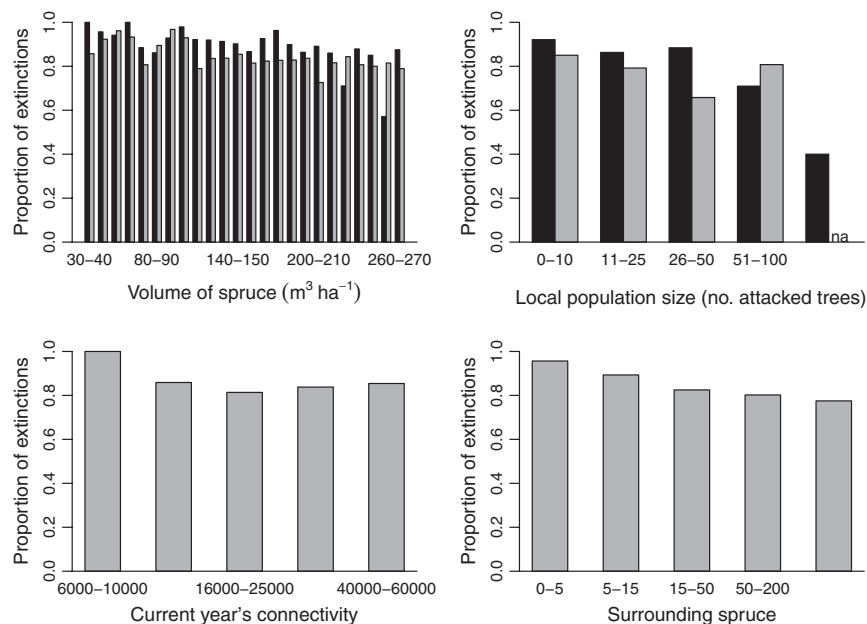 Proportion of extinctions
1.0
0.8
0.6
0.4
0.2
0.0
30–40 80–90 140–150 200–210 260–270
Volume of spruce (m³ ha⁻¹)
Proportion of extinctions
1.0
0.8
0.6
0.4
0.2
0.0
na
0–10 11–25 26–50 51–100
Local population size (no. attacked trees)
Proportion of extinctions
1.0
0.8
0.6
0.4
0.2
0.0
6000–10000 16000–25000 40000–60000
Current year's connectivity
Proportion of extinctions
1.0
0.8
0.6
0.4
0.2
0.0
0–5 5–15 15–50 50–200
Surrounding spruce